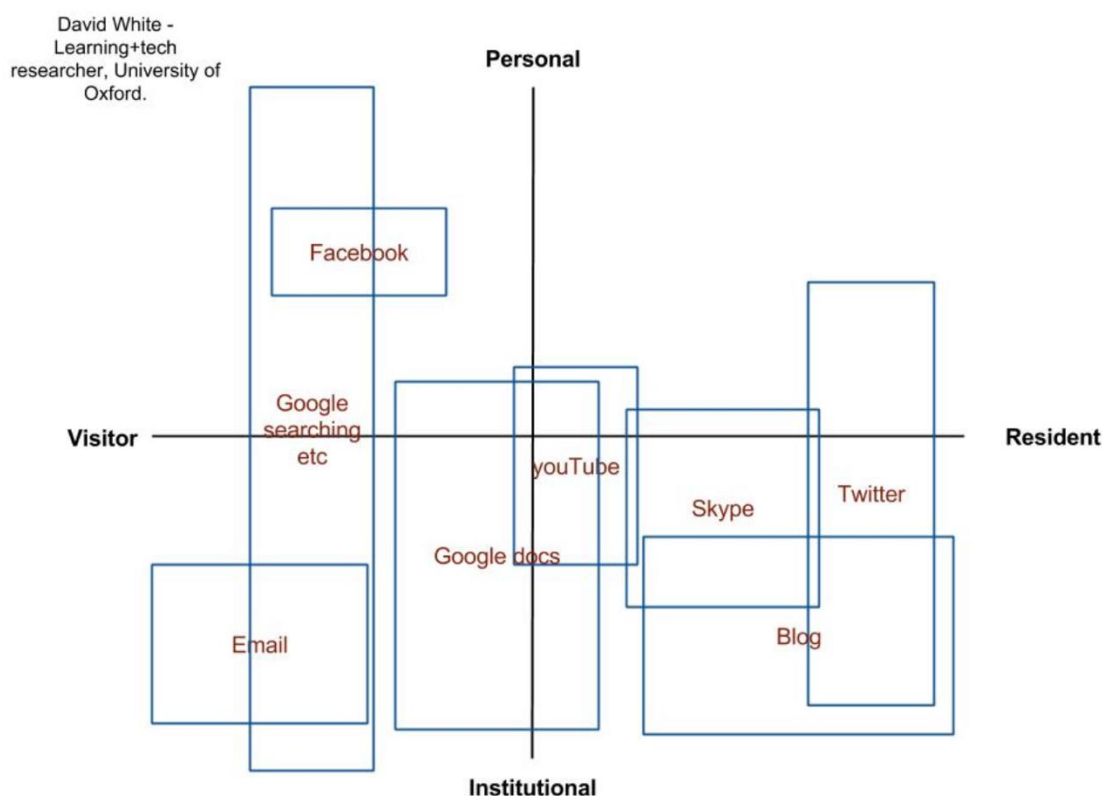 David White -
Learning+tech
researcher, University of
Oxford.
Personal
Facebook
Google
searching
etc
Visitor
Resident
youTube
Twitter
Skype
Google docs
Blog
Email
Institutional